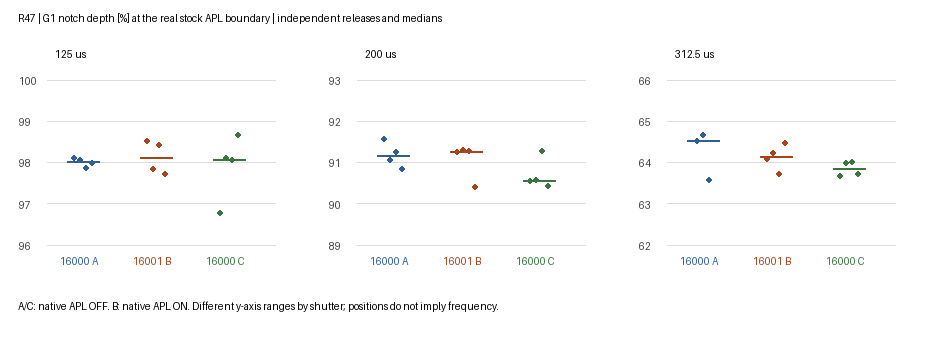 R47 | G1 notch depth [%] at the real stock APL boundary | independent releases and medians
125 us
200 us
312.5 us
100
99
98
97
96
93
92
91
90
89
66
65
64
63
62
16000 A
16001 B
16000 C
16000 A
16001 B
16000 C
16000 A
16001 B
16000 C
A/C: native APL OFF. B: native APL ON. Different y-axis ranges by shutter; positions do not imply frequency.